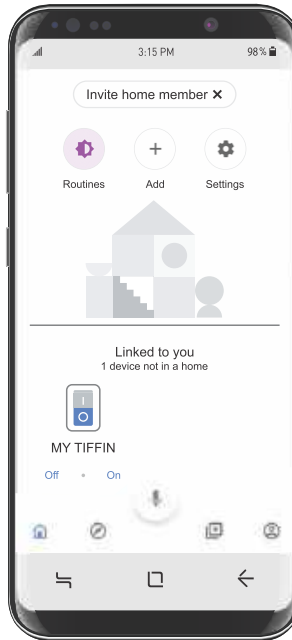 3:15 PM
98%
Invite home member ×
Routines
Add
Settings
Linked to you
1 device not in a home
MY TIFFIN
Off • On